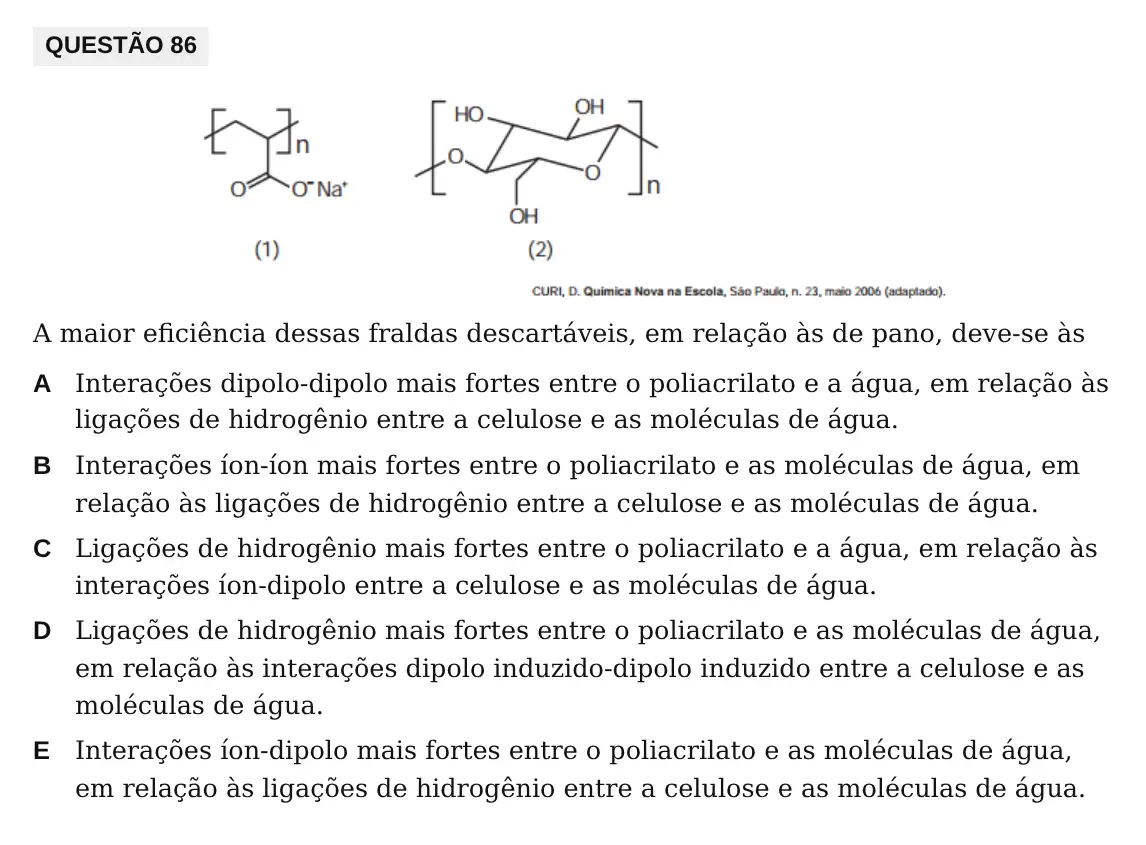 QUESTÃO 86
HO
OH
O
O
OH
n
n
O
O⁻ Na⁺
(1)
(2)
CURI, D. Química Nova na Escola, São Paulo, n. 23, maio 2006 (adaptado).
A maior eficiência dessas fraldas descartáveis, em relação às de pano, deve-se às
A Interações dipolo-dipolo mais fortes entre o poliacrilato e a água, em relação às
ligações de hidrogênio entre a celulose e as moléculas de água.
B Interações íon-íon mais fortes entre o poliacrilato e as moléculas de água, em
relação às ligações de hidrogênio entre a celulose e as moléculas de água.
C Ligações de hidrogênio mais fortes entre o poliacrilato e a água, em relação às
interações íon-dipolo entre a celulose e as moléculas de água.
D Ligações de hidrogênio mais fortes entre o poliacrilato e as moléculas de água,
em relação às interações dipolo induzido-dipolo induzido entre a celulose e as
moléculas de água.
E Interações íon-dipolo mais fortes entre o poliacrilato e as moléculas de água,
em relação às ligações de hidrogênio entre a celulose e as moléculas de água.